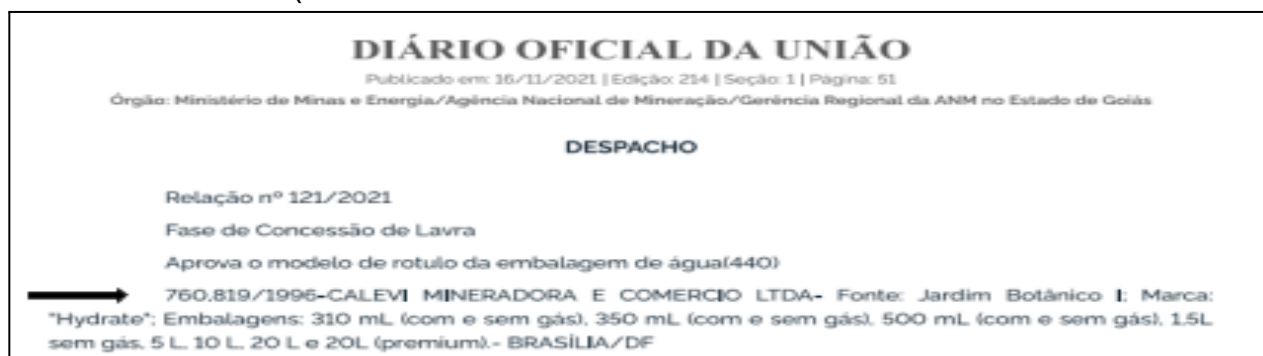 DIÁRIO OFICIAL DA UNIÃO
Publicado em: 16/11/2021 | Edição: 214 | Seção: 1 | Página: 51
Órgão: Ministério de Minas e Energia/Agência Nacional de Mineração/Gerência Regional da ANM no Estado de Goiás
DESPACHO
Relação nº 121/2021
Fase de Concessão de Lavra
Aprova o modelo de rotulo da embalagem de água(440)
760.819/1996-CALEVI MINERADORA E COMERCIO LTDA- Fonte: Jardim Botânico I; Marca:
"Hydrate"; Embalagens: 310 mL (com e sem gás), 350 mL (com e sem gás), 500 mL (com e sem gás), 1.5L
sem gás, 5 L, 10 L, 20 L e 20L (premium).- BRASÍLIA/DF